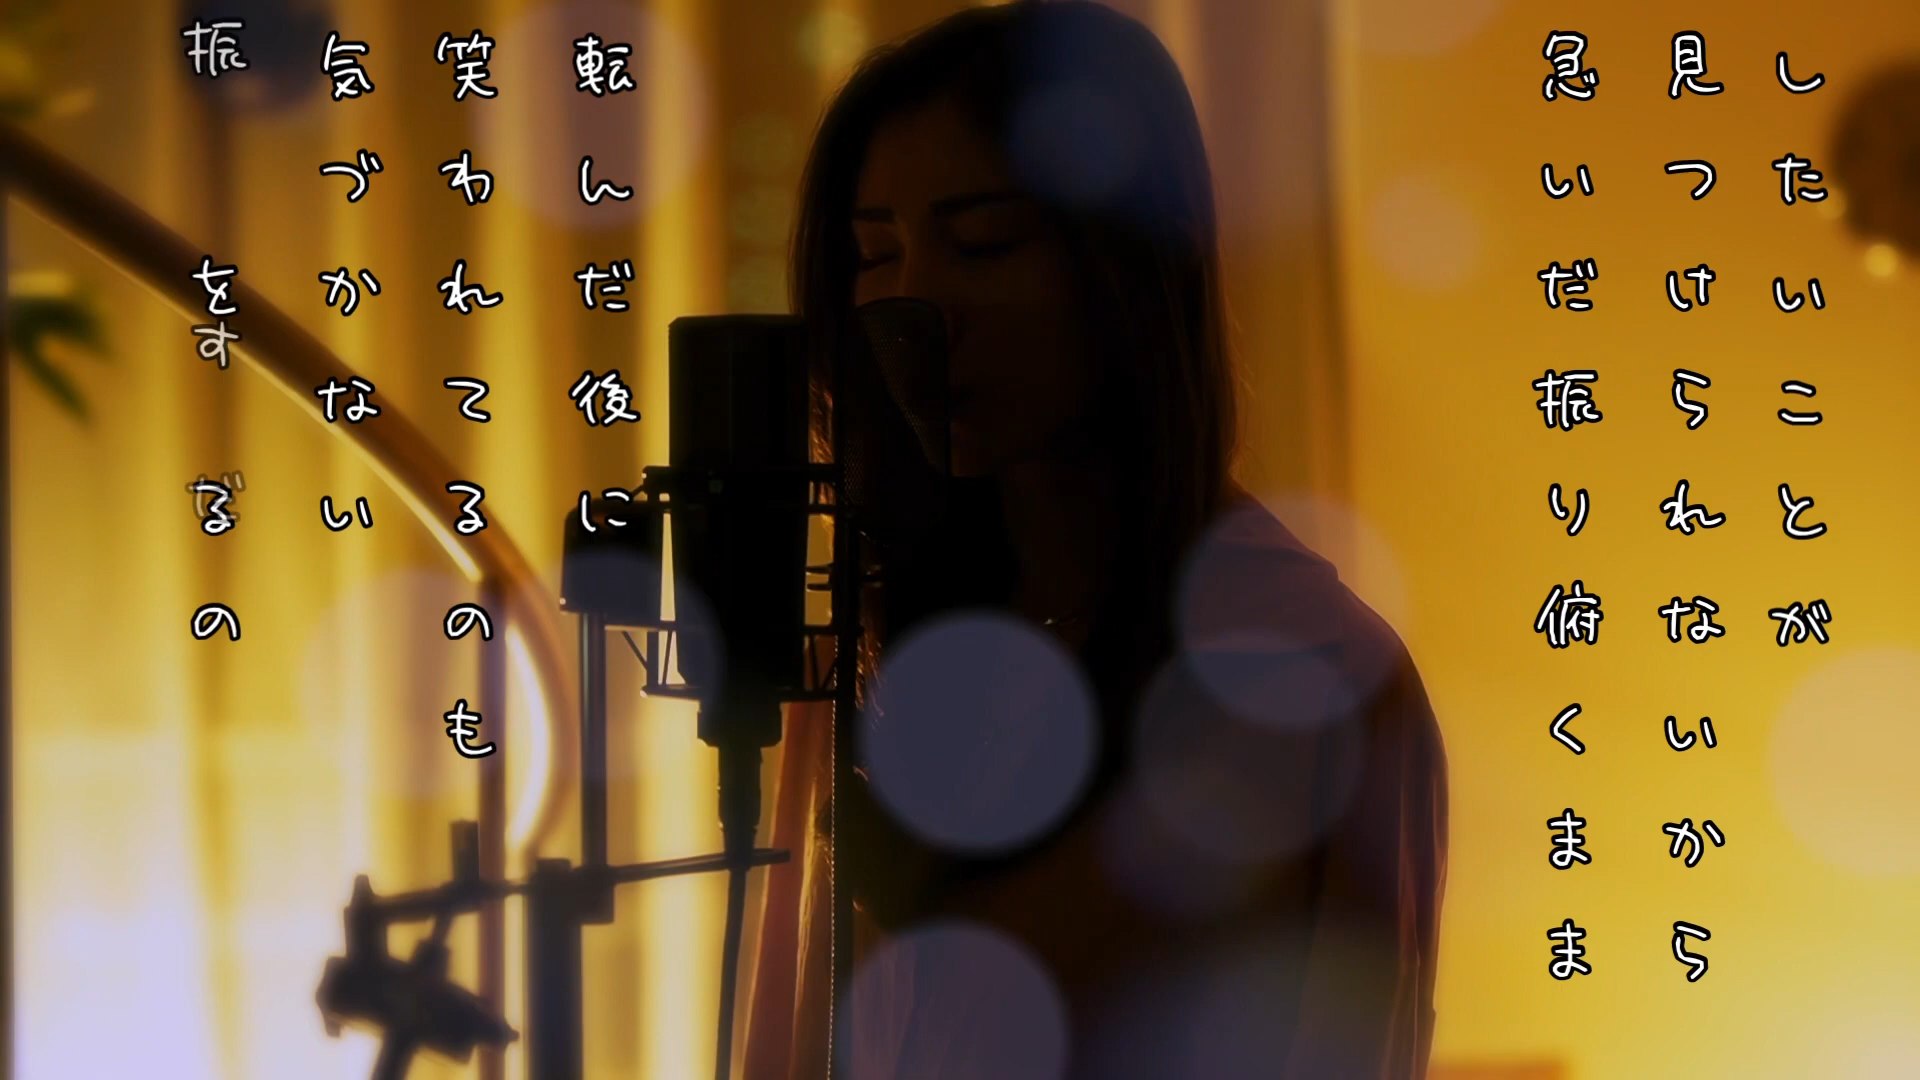 したいことが
見つけられないから
急いだ振り俯くまま
転んだ後に
笑われてるのも
気づかない
振 をするの